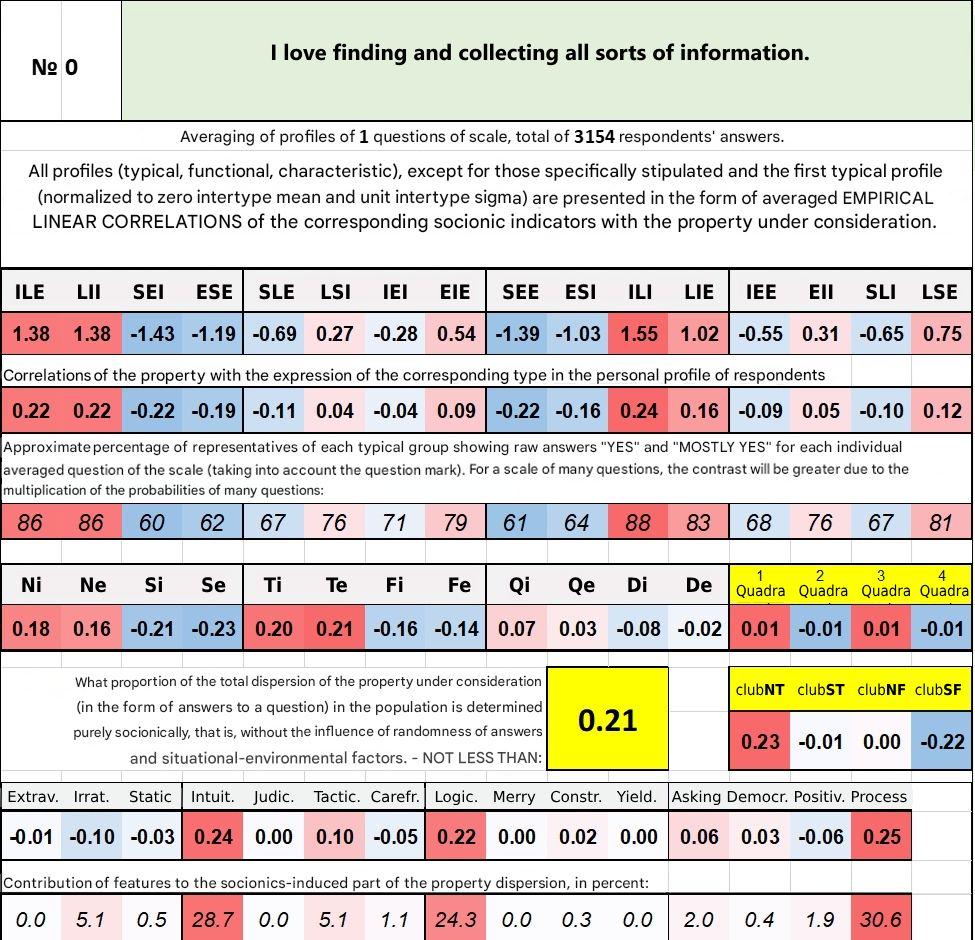 № 0
I love finding and collecting all sorts of information.
Averaging of profiles of 1 questions of scale, total of 3154 respondents' answers.
All profiles (typical, functional, characteristic), except for those specifically stipulated and the first typical profile
(normalized to zero intertype mean and unit intertype sigma) are presented in the form of averaged EMPIRICAL
LINEAR CORRELATIONS of the corresponding socionic indicators with the property under consideration.
ILE LII SEI ESE SLE LSI IEI EIE SEE ESI ILI LIE IEE EII SLI LSE
1.38 1.38 -1.43 -1.19 -0.69 0.27 -0.28 0.54 -1.39 -1.03 1.55 1.02 -0.55 0.31 -0.65 0.75
Correlations of the property with the expression of the corresponding type in the personal profile of respondents
0.22 0.22 -0.22 -0.19 -0.11 0.04 -0.04 0.09 -0.22 -0.16 0.24 0.16 -0.09 0.05 -0.10 0.12
Approximate percentage of representatives of each typical group showing raw answers "YES" and "MOSTLY YES" for each individual
averaged question of the scale (taking into account the question mark). For a scale of many questions, the contrast will be greater due to the
multiplication of the probabilities of many questions:
86 86 60 62 67 76 71 79 61 64 88 83 68 76 67 81
Ni Ne Si Se Ti Te Fi Fe Qi Qe Di De 1 2 3 4
Quadra Quadra Quadra Quadra
0.18 0.16 -0.21 -0.23 0.20 0.21 -0.16 -0.14 0.07 0.03 -0.08 -0.02 0.01 -0.01 0.01 -0.01
What proportion of the total dispersion of the property under consideration
(in the form of answers to a question) in the population is determined
purely socionically, that is, without the influence of randomness of answers
and situational-environmental factors. - NOT LESS THAN:
0.21
clubNT clubST clubNF clubSF
0.23 -0.01 0.00 -0.22
Extrav. Irrat. Static Intuit. Judic. Tactic. Carefr. Logic. Merry Constr. Yield. Asking Democr. Positiv. Process
-0.01 -0.10 -0.03 0.24 0.00 0.10 -0.05 0.22 0.00 0.02 0.00 0.06 0.03 -0.06 0.25
Contribution of features to the socionics-induced part of the property dispersion, in percent:
0.0 5.1 0.5 28.7 0.0 5.1 1.1 24.3 0.0 0.3 0.0 2.0 0.4 1.9 30.6